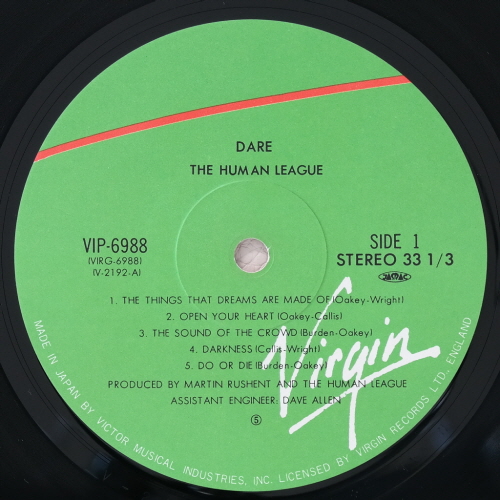 DARE
THE HUMAN LEAGUE
VIP-6988
(VIRG-6988)
(V-2192-A)
SIDE 1
STEREO 33 1/3
JASRAC
1. THE THINGS THAT DREAMS ARE MADE OF(Oakey-Wright)
2. OPEN YOUR HEART(Oakey-Callis)
3. THE SOUND OF THE CROWD(Burden-Oakey)
4. DARKNESS(Callis-Wright)
5. DO OR DIE(Burden-Oakey)
PRODUCED BY MARTIN RUSHENT AND THE HUMAN LEAGUE
ASSISTANT ENGINEER: DAVE ALLEN
⑤
Virgin
MADE IN JAPAN BY VICTOR MUSICAL INDUSTRIES, INC. LICENSED BY VIRGIN RECORDS LTD. ENGLAND